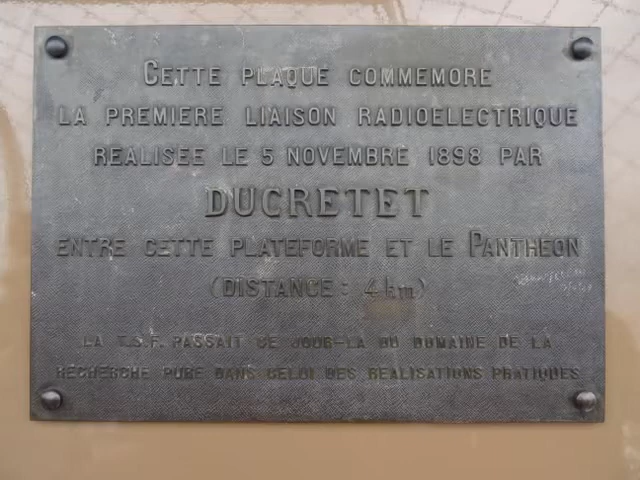 CETTE PLAQUE COMMEMORE
LA PREMIERE LIAISON RADIOELECTRIQUE
REALISEE LE 5 NOVEMBRE 1898 PAR
DUCRETET
ENTRE CETTE PLATEFORME ET LE PANTHEON
(DISTANCE : 4 km)
LA T.S.F. PASSAIT CE JOUR-LA DU DOMAINE DE LA
RECHERCHE PURE DANS CELUI DES REALISATIONS PRATIQUES